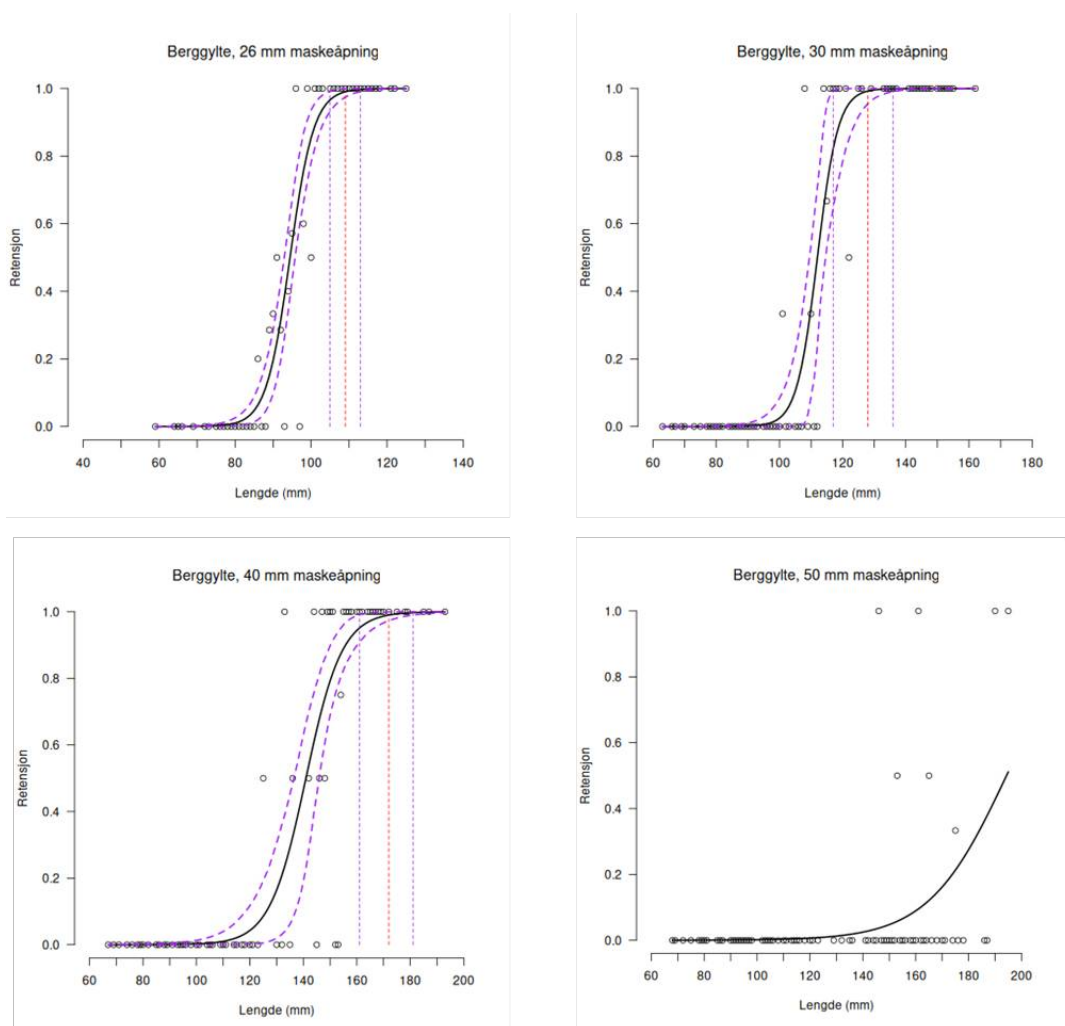 Berggylte, 26 mm maskeåpning
1.0
0.8
0.6
0.4
0.2
0.0
Retensjon
40 60 80 100 120 140
Lengde (mm)
Berggylte, 30 mm maskeåpning
1.0
0.8
0.6
0.4
0.2
0.0
Retensjon
60 80 100 120 140 160 180
Lengde (mm)
Berggylte, 40 mm maskeåpning
1.0
0.8
0.6
0.4
0.2
0.0
Retensjon
60 80 100 120 140 160 180 200
Lengde (mm)
Berggylte, 50 mm maskeåpning
1.0
0.8
0.6
0.4
0.2
0.0
Retensjon
60 80 100 120 140 160 180 200
Lengde (mm)